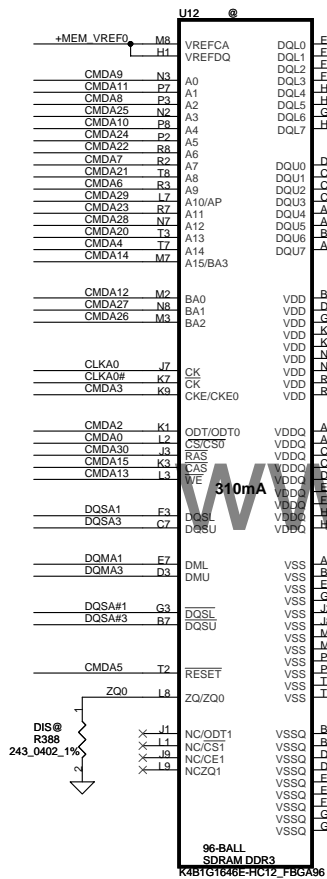 U12 @
+MEM_VREF0 M8 VREFCA DQL0
H1 VREFDQ DQL1
DQL2
CMDA9 N3 A0 DQL3
CMDA11 P7 A1 DQL4
CMDA8 P3 A2 DQL5
CMDA25 N2 A3 DQL6
CMDA10 P8 A4 DQL7
CMDA24 P2 A5
CMDA22 R8 A6
CMDA7 R2 A7 DQU0
CMDA21 T8 A8 DQU1
CMDA6 R3 A9 DQU2
CMDA29 L7 A10/AP DQU3
CMDA23 R7 A11 DQU4
CMDA28 N7 A12 DQU5
CMDA20 T3 A13 DQU6
CMDA4 T7 A14 DQU7
CMDA14 M7 A15/BA3
CMDA12 M2 BA0 VDD
CMDA27 N8 BA1 VDD
CMDA26 M3 BA2 VDD
VDD
VDD
VDD
CLKA0 J7 CK VDD
CLKA0# K7 CK VDD
CMDA3 K9 CKE/CKE0 VDD
CMDA2 K1 ODT/ODT0 VDDQ
CMDA0 L2 CS/CS0 VDDQ
CMDA30 J3 RAS VDDQ
CMDA15 K3 CAS VDDQ
CMDA13 L3 WE VDDQ
310mA VDDQ
VDDQ
DQSA1 F3 DQSL VDDQ
DQSA3 C7 DQSU VDDQ
DQMA1 E7 DML VSS
DQMA3 D3 DMU VSS
VSS
VSS
DQSA#1 G3 DQSL VSS
DQSA#3 B7 DQSU VSS
VSS
VSS
VSS
CMDA5 T2 RESET VSS
VSS
ZQ0 L8 ZQ/ZQ0 VSS
1
DIS@
R388
243_0402_1%
2
J1 NC/ODT1 VSSQ
L1 NC/CS1 VSSQ
J9 NC/CE1 VSSQ
L9 NCZQ1 VSSQ
VSSQ
VSSQ
VSSQ
VSSQ
VSSQ
96-BALL
SDRAM DDR3
K4B1G1646E-HC12_FBGA96